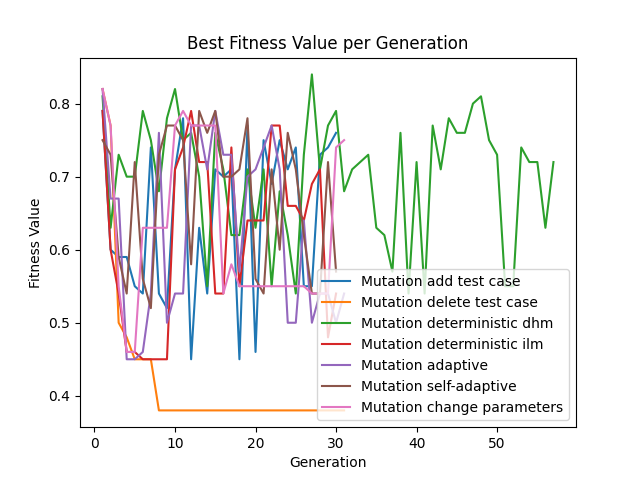 Best Fitness Value per Generation
Fitness Value
0.8
0.7
0.6
0.5
0.4
Mutation add test case
Mutation delete test case
Mutation deterministic dhm
Mutation deterministic ilm
Mutation adaptive
Mutation self-adaptive
Mutation change parameters
0 10 20 30 40 50
Generation